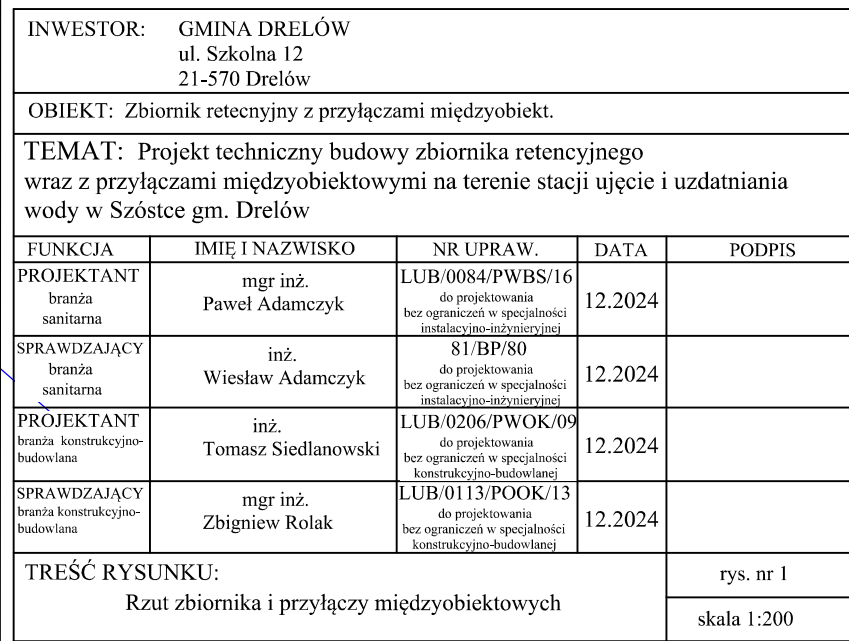 INWESTOR: GMINA DRELÓW
ul. Szkolna 12
21-570 Drelów
OBIEKT: Zbiornik retecnyjny z przyłączami międzyobiekt.
TEMAT: Projekt techniczny budowy zbiornika retencyjnego
wraz z przyłączami międzyobiektowymi na terenie stacji ujęcie i uzdatniania
wody w Szóstce gm. Drelów
FUNKCJA IMIĘ I NAZWISKO NR UPRAW. DATA PODPIS
PROJEKTANT
branża
sanitarna
mgr inż.
Paweł Adamczyk
LUB/0084/PWBS/16
do projektowania
bez ograniczeń w specjalności
instalacyjno-inżynieryjnej
12.2024
SPRAWDZAJĄCY
branża
sanitarna
inż.
Wiesław Adamczyk
81/BP/80
do projektowania
bez ograniczeń w specjalności
instalacyjno-inżynieryjnej
12.2024
PROJEKTANT
branża konstrukcyjno-
budowlana
inż.
Tomasz Siedlanowski
LUB/0206/PWOK/09
do projektowania
bez ograniczeń w specjalności
konstrukcyjno-budowlanej
12.2024
SPRAWDZAJĄCY
branża konstrukcyjno-
budowlana
mgr inż.
Zbigniew Rolak
LUB/0113/POOK/13
do projektowania
bez ograniczeń w specjalności
konstrukcyjno-budowlanej
12.2024
TREŚĆ RYSUNKU:
Rzut zbiornika i przyłączy międzyobiektowych
rys. nr 1
skala 1:200